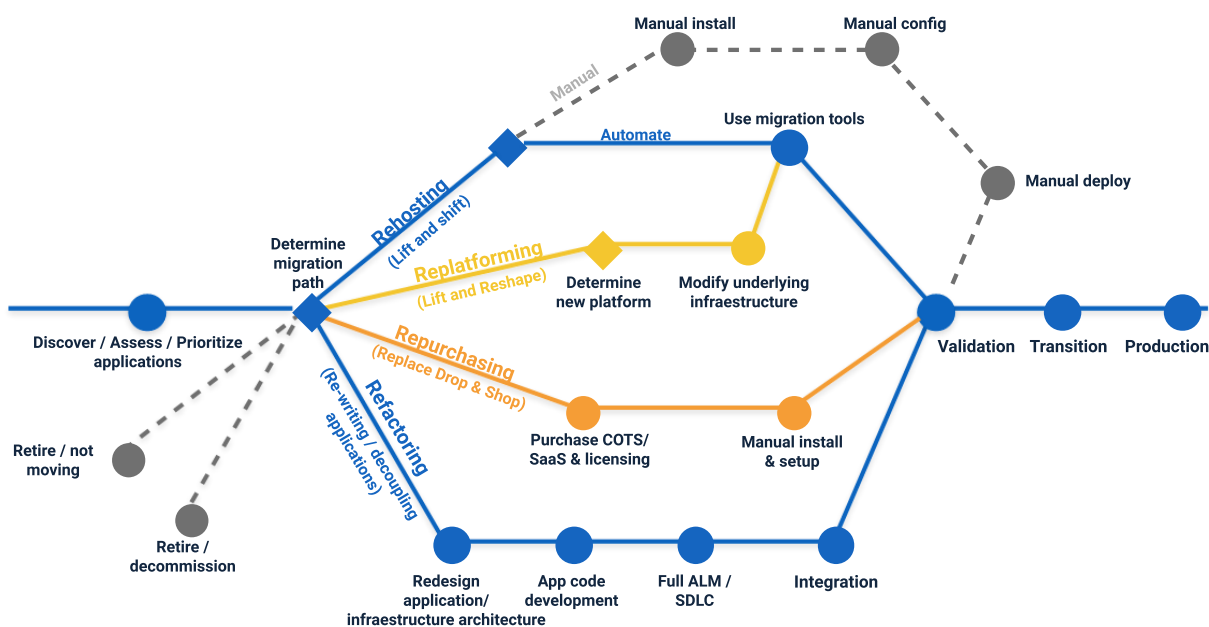 Manual install
Manual config
Manual
Automate
Use migration tools
Manual deploy
Rehosting
(Lift and shift)
Determine
migration
path
Replatforming
(Lift and Reshape)
Determine
new platform
Modify underlying
infraestructure
Discover / Assess / Prioritize
applications
Repurchasing
(Replace Drop & Shop)
Validation
Transition
Production
Refactoring
(Re-writing / decoupling
applications)
Purchase COTS/
SaaS & licensing
Manual install
& setup
Retire / not
moving
Retire /
decommission
Redesign
application/
infraestructure architecture
App code
development
Full ALM /
SDLC
Integration